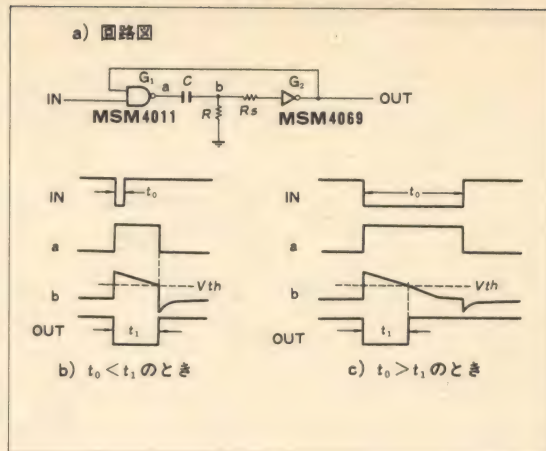 a) 回路図
G₁ a C b G₂
IN R Rs OUT
MSM4011 MSM4069
IN t₀
a
b Vth
OUT t₁
b) t₀<t₁のとき
IN t₀
a
b Vth
OUT t₁
c) t₀>t₁のとき